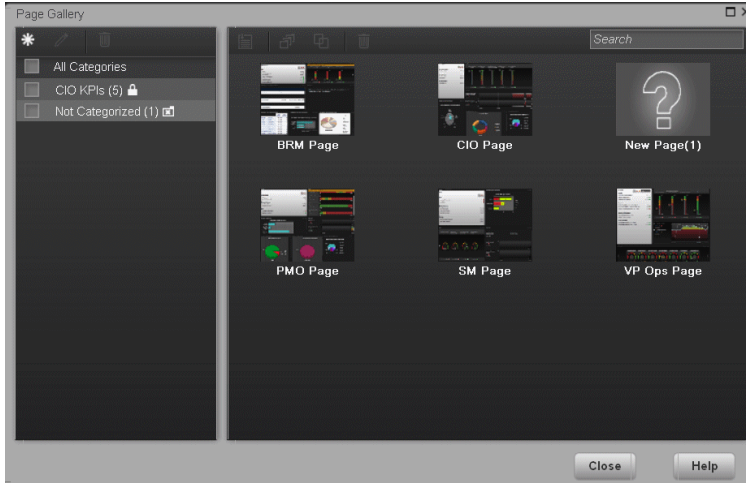 Page Gallery
Search
All Categories
CIO KPIs (5)
Not Categorized (1)
BRM Page
CIO Page
New Page(1)
PMO Page
SM Page
VP Ops Page
Close
Help